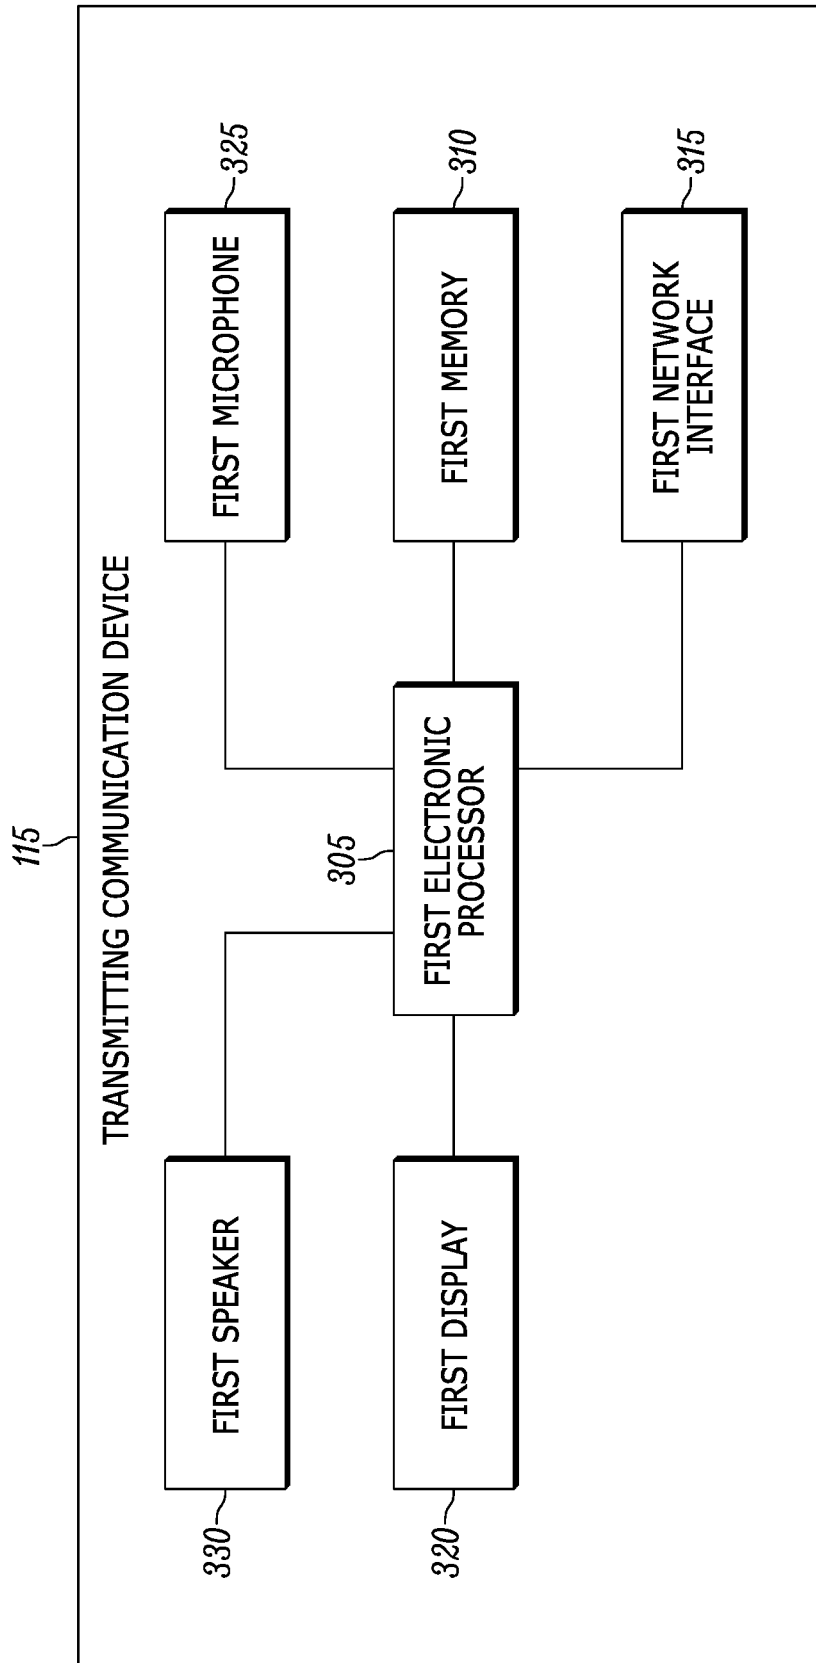 115
TRANSMITTING COMMUNICATION DEVICE
330
FIRST SPEAKER
FIRST MICROPHONE
325
305
320
FIRST DISPLAY
FIRST ELECTRONIC
PROCESSOR
FIRST MEMORY
310
FIRST NETWORK
INTERFACE
315